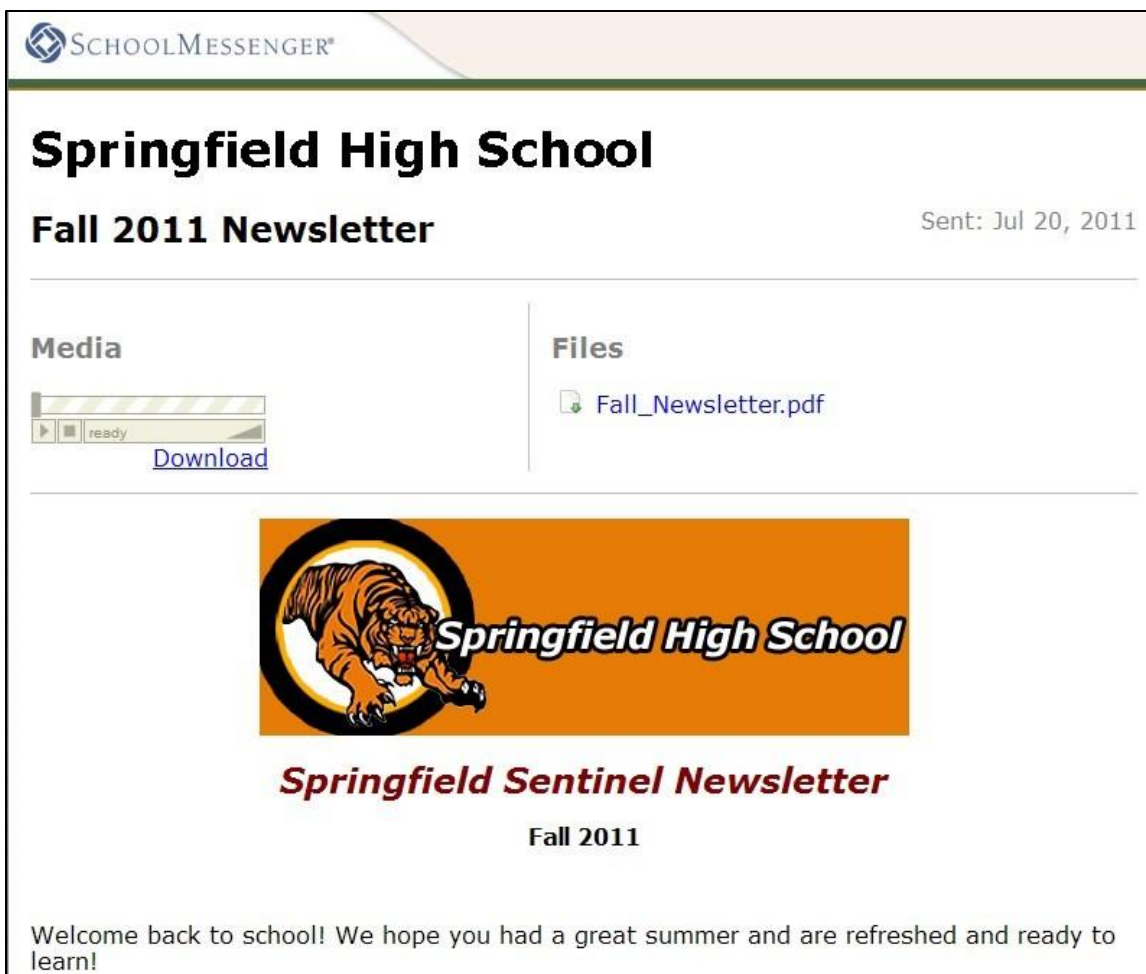 SCHOOLMESSENGER®
Springfield High School
Fall 2011 Newsletter
Sent: Jul 20, 2011
Media
ready
Download
Files
Fall_Newsletter.pdf
Springfield High School
Springfield Sentinel Newsletter
Fall 2011
Welcome back to school! We hope you had a great summer and are refreshed and ready to
learn!